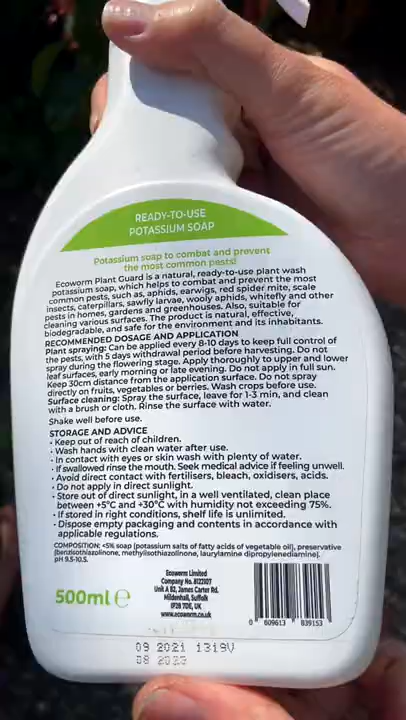 READY-TO-USE
POTASSIUM SOAP
Potassium soap to combat and prevent
the most common pests!
Ecoworm Plant Guard is a natural, ready-to-use plant wash
potassium soap, which helps to combat and prevent the most
common pests, such as, aphids, earwigs, red spider mite, scale
insects, caterpillars, sawfly larvae, wooly aphids, whitefly and other
pests in homes, gardens and greenhouses. Also, suitable for
cleaning various surfaces. The product is natural, effective,
biodegradable, and safe for the environment and its inhabitants.
RECOMMENDED DOSAGE AND APPLICATION
Plant spraying: Can be applied every 8-10 days to keep full control of
the pests, with 5 days withdrawal period before harvesting. Do not
spray during the flowering stage. Apply thoroughly to upper and lower
leaf surfaces, early morning or late evening. Do not apply in full sun.
Keep 30cm distance from the application surface. Do not spray
directly on fruits, vegetables or berries. Wash crops before use.
Surface cleaning: Spray the surface, leave for 1-3 min, and clean
with a brush or cloth. Rinse the surface with water.
Shake well before use.
STORAGE AND ADVICE
• Keep out of reach of children.
• Wash hands with clean water after use.
• In contact with eyes or skin wash with plenty of water.
• If swallowed rinse the mouth. Seek medical advice if feeling unwell.
• Avoid direct contact with fertilisers, bleach, oxidisers, acids.
• Do not apply in direct sunlight.
• Store out of direct sunlight, in a well ventilated, clean place
between +5°C and +30°C with humidity not exceeding 75%.
• If stored in right conditions, shelf life is unlimited.
• Dispose empty packaging and contents in accordance with
applicable regulations.
COMPOSITION: <5% soap (potassium salts of fatty acids of vegetable oil), preservative
(benzisothiazolinone, methylisothiazolinone, laurylamine dipropylenediamine).
pH 9.5-10.5.
500ml e
Ecoworm Limited
Company No. 8122107
Unit A B2, James Carter Rd.
Mildenhall, Suffolk
IP28 7DE, UK
www.ecoworm.co.uk
0 609613 839153
09 2021 1319V
08 2023